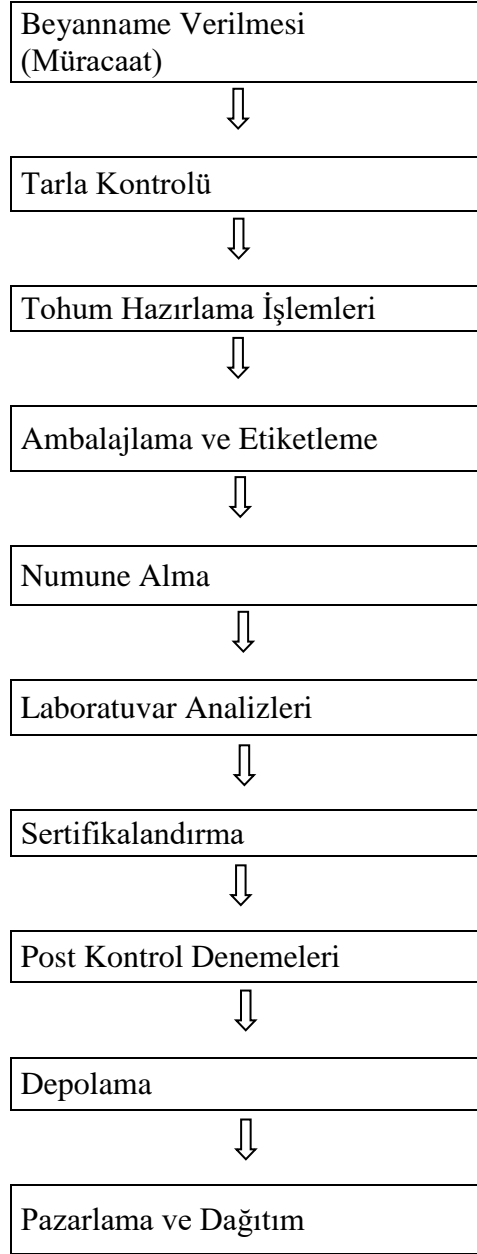 Beyanname Verilmesi
(Müracaat)
Tarla Kontrolü
Tohum Hazırlama İşlemleri
Ambalajlama ve Etiketleme
Numune Alma
Laboratuvar Analizleri
Sertifikalandırma
Post Kontrol Denemeleri
Depolama
Pazarlama ve Dağıtım